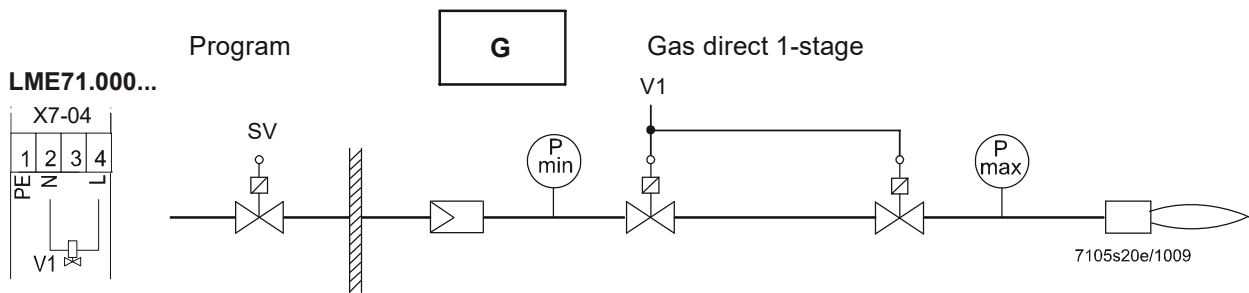 Program
G
Gas direct 1-stage
LME71.000...
V1
X7-04
SV
1 2 3 4
PE N L
P
min
P
max
V1
7105s20e/1009